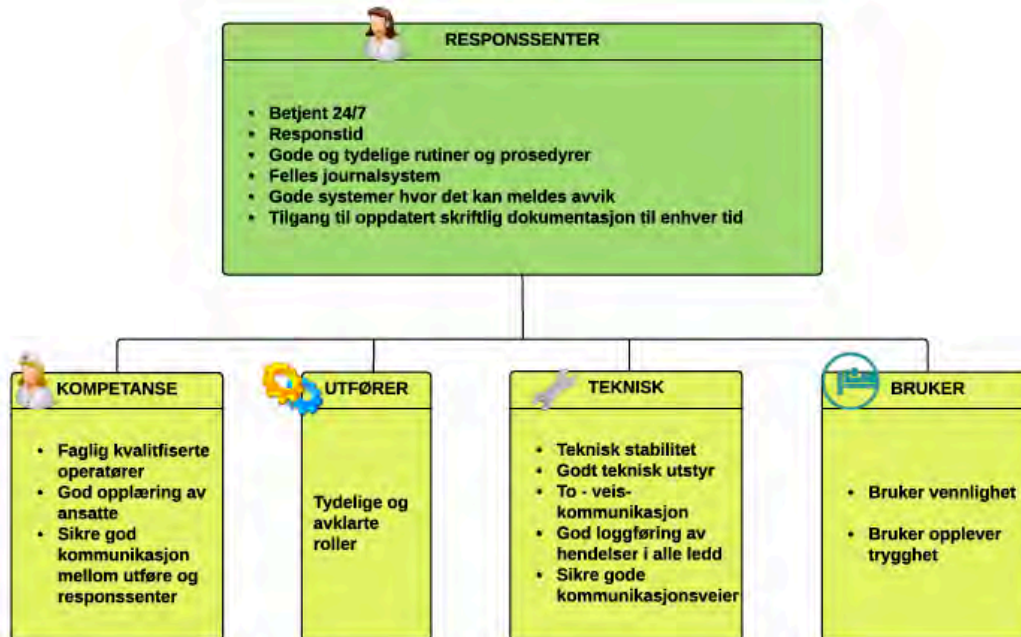 RESPONSSENTER
• Betjent 24/7
• Responstid
• Gode og tydelige rutiner og prosedyrer
• Felles journalsystem
• Gode systemer hvor det kan meldes avvik
• Tilgang til oppdatert skriftlig dokumentasjon til enhver tid
KOMPETANSE
• Faglig kvalitfiserte
operatører
• God opplæring av
ansatte
• Sikre god
kommunikasjon
mellom utføre og
responssenter
UTFØRER
Tydelige og
avklarte
roller
TEKNISK
• Teknisk stabilitet
• Godt teknisk utstyr
• To - veis-
kommunikasjon
• God loggføring av
hendelser i alle ledd
• Sikre gode
kommunikasjonsveier
BRUKER
• Bruker vennlighet
• Bruker opplever
trygghet